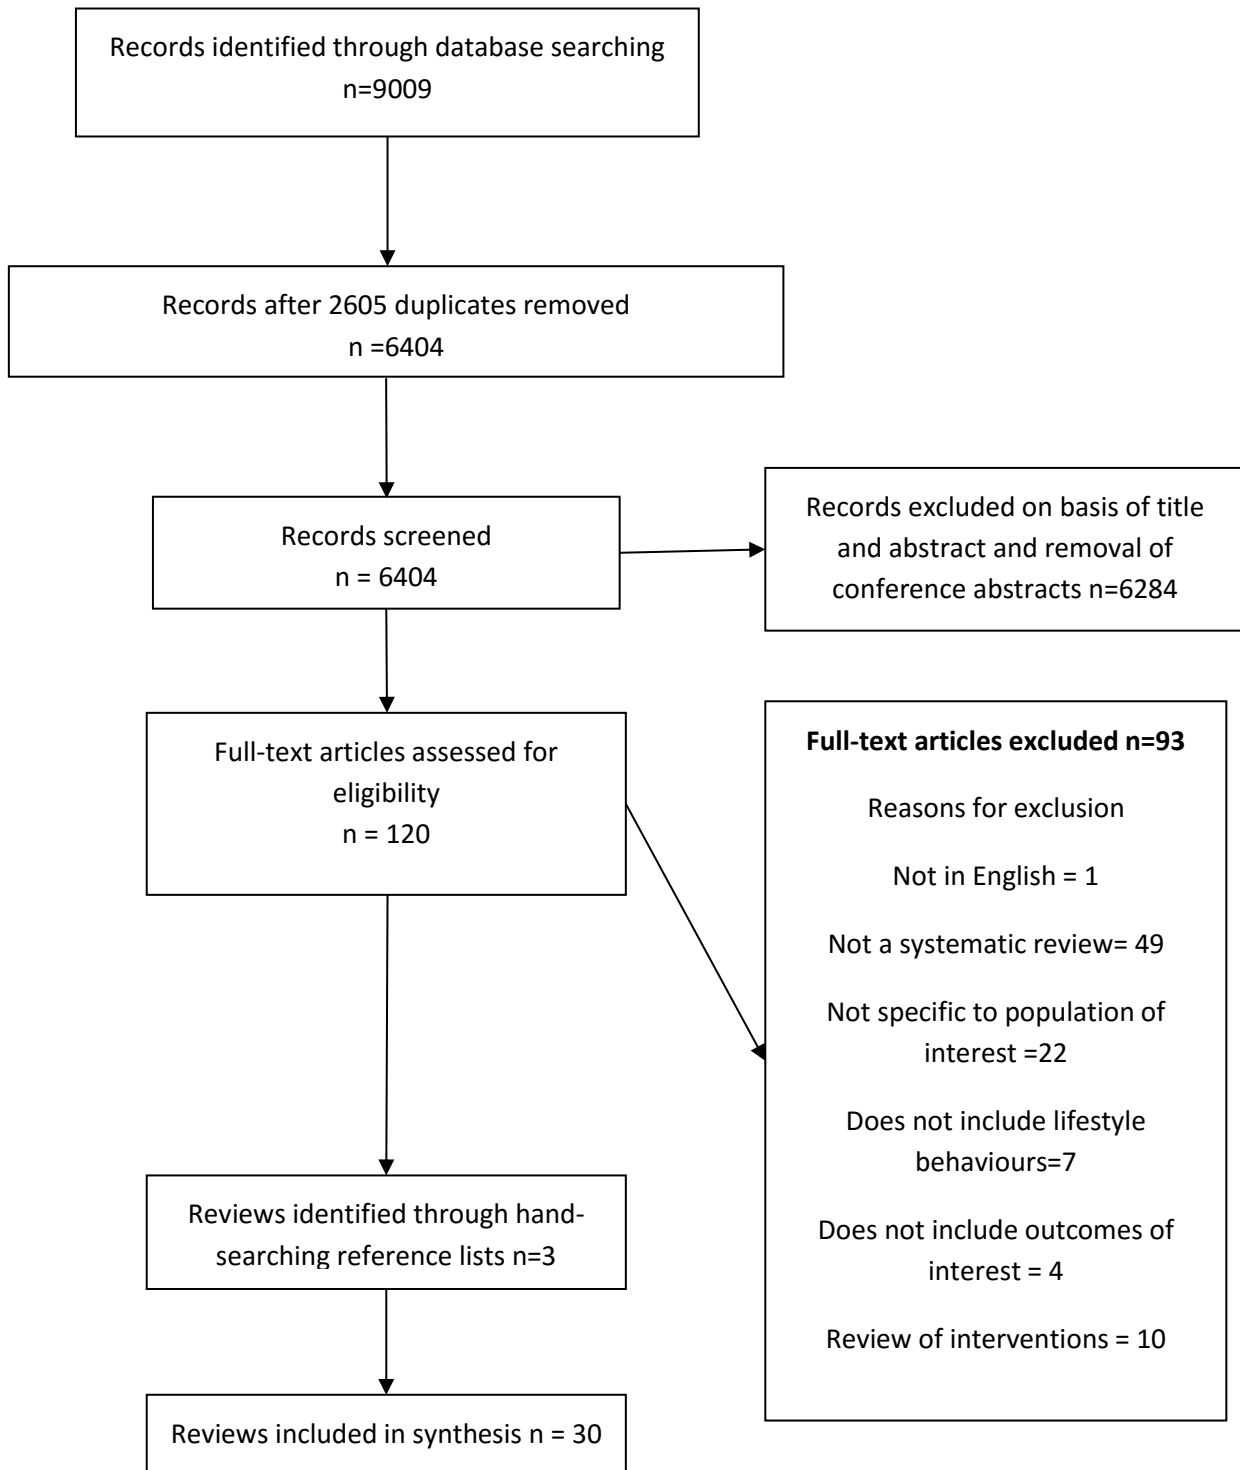 Records identified through database searching
n=9009
Records after 2605 duplicates removed
n =6404
Records screened
n = 6404
Records excluded on basis of title
and abstract and removal of
conference abstracts n=6284
Full-text articles assessed for
eligibility
n = 120
Full-text articles excluded n=93
Reasons for exclusion
Not in English = 1
Not a systematic review= 49
Not specific to population of
interest =22
Does not include lifestyle
behaviours=7
Does not include outcomes of
interest = 4
Review of interventions = 10
Reviews identified through hand-
searching reference lists n=3
Reviews included in synthesis n = 30